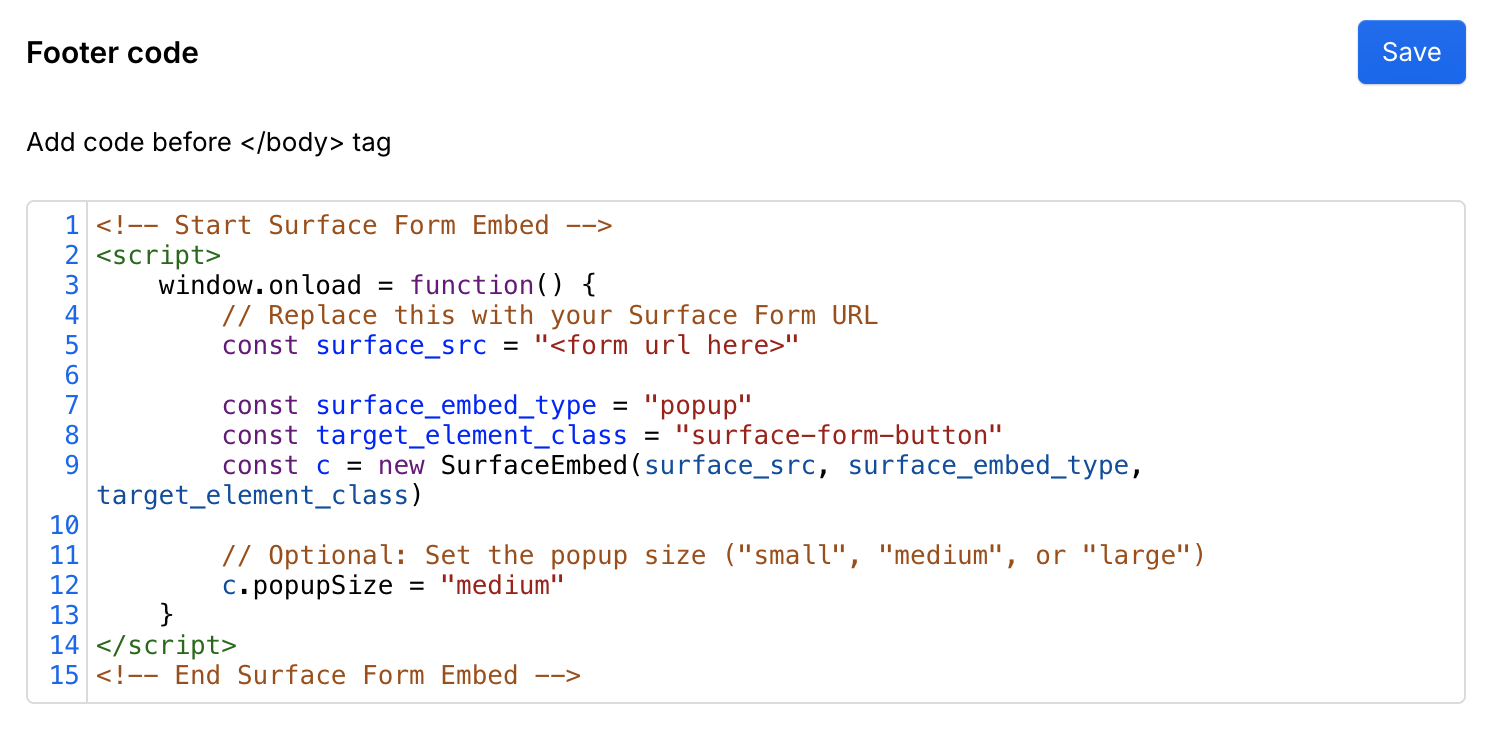 Footer code
Save
Add code before </body> tag
1 <!-- Start Surface Form Embed -->
2 <script>
3     window.onload = function() {
4         // Replace this with your Surface Form URL
5         const surface_src = "<form url here>"
6
7         const surface_embed_type = "popup"
8         const target_element_class = "surface-form-button"
9         const c = new SurfaceEmbed(surface_src, surface_embed_type,
target_element_class)
10
11         // Optional: Set the popup size ("small", "medium", or "large")
12         c.popupSize = "medium"
13     }
14 </script>
15 <!-- End Surface Form Embed -->